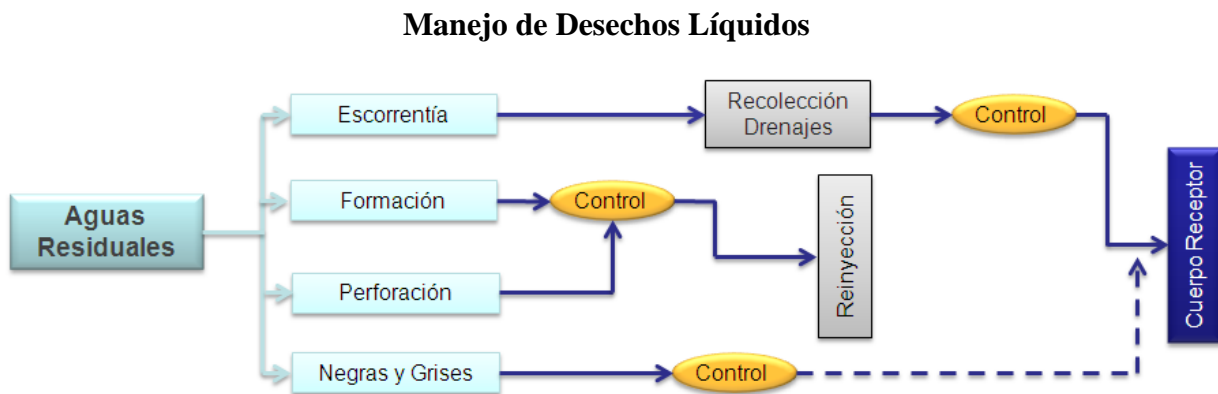 Manejo de Desechos Líquidos
Aguas
Residuales
Escorrentía
Recolección
Drenajes
Control
Formación
Control
Reinyección
Perforación
Negras y Grises
Control
Cuerpo Receptor